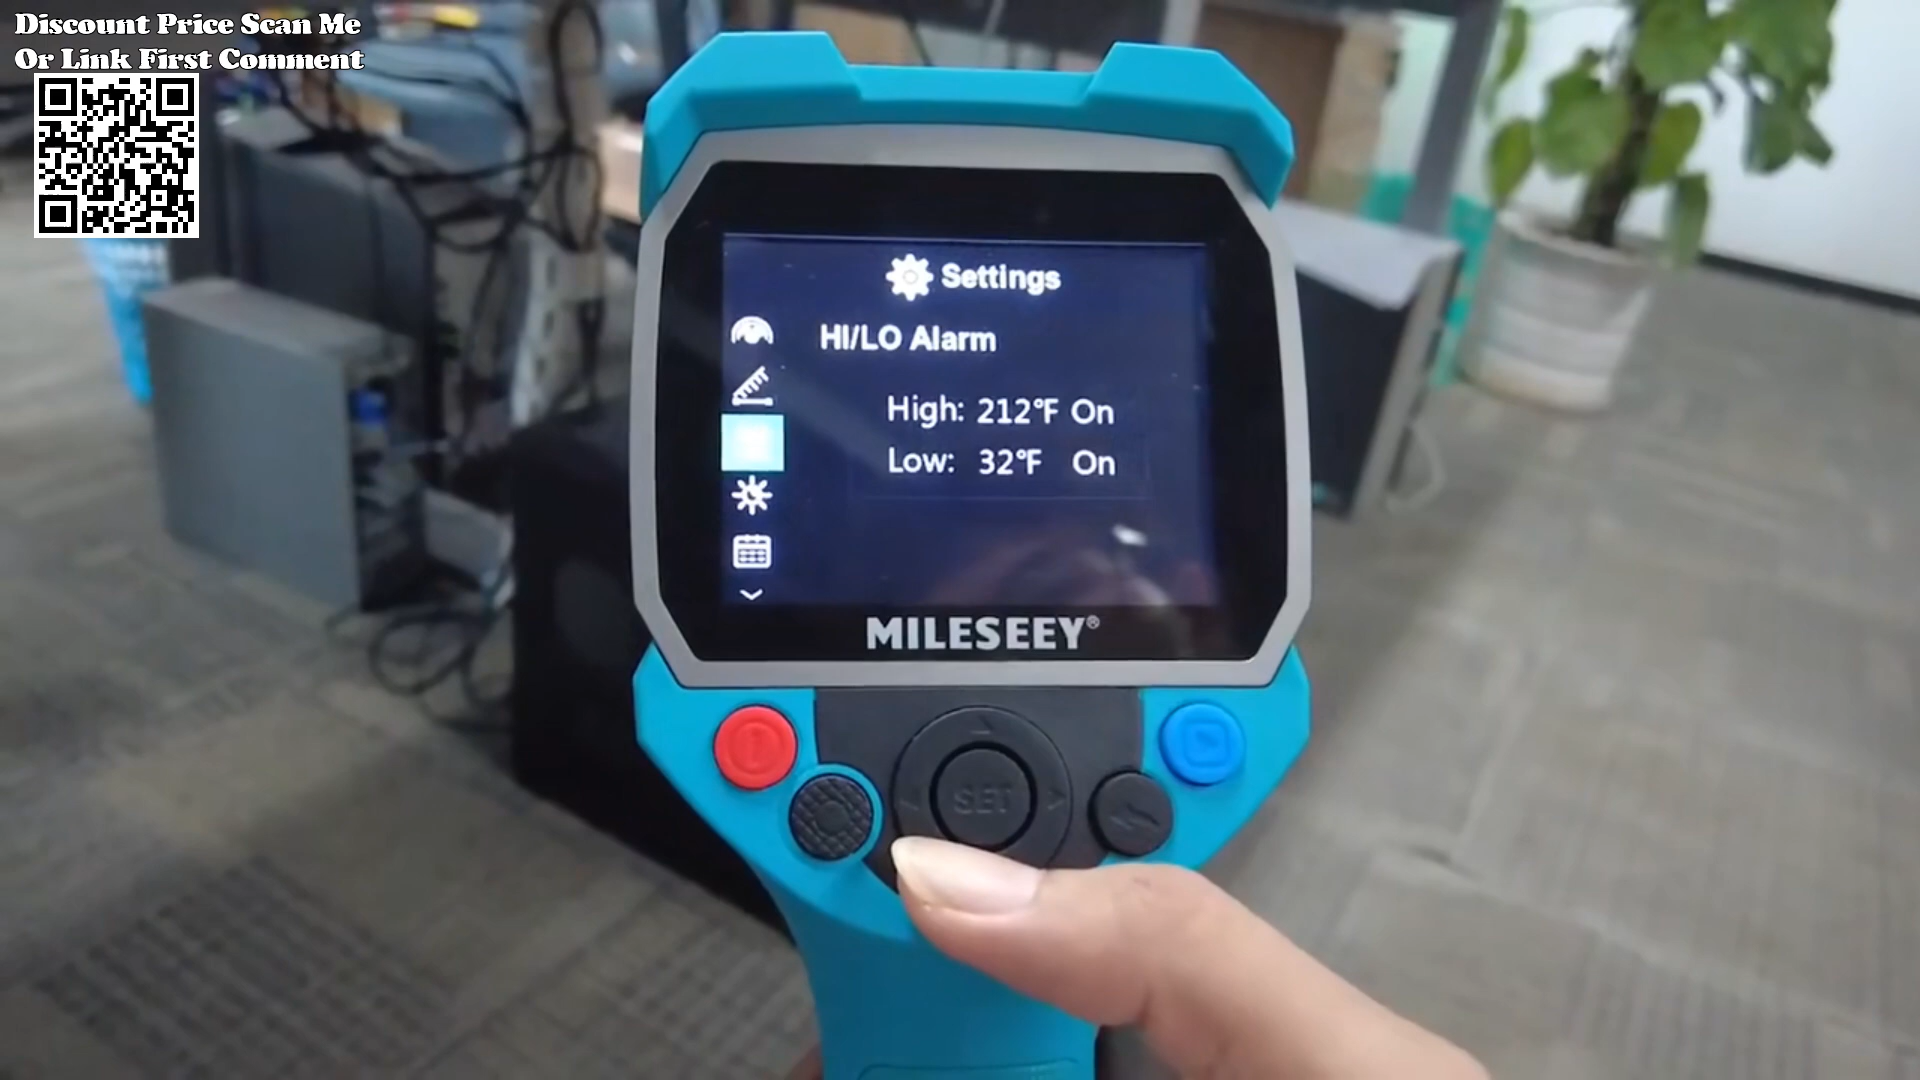 Discount Price Scan Me
Or Link First Comment
Settings
HI/LO Alarm
High: 212°F On
Low: 32°F On
MILESEEY®
SET